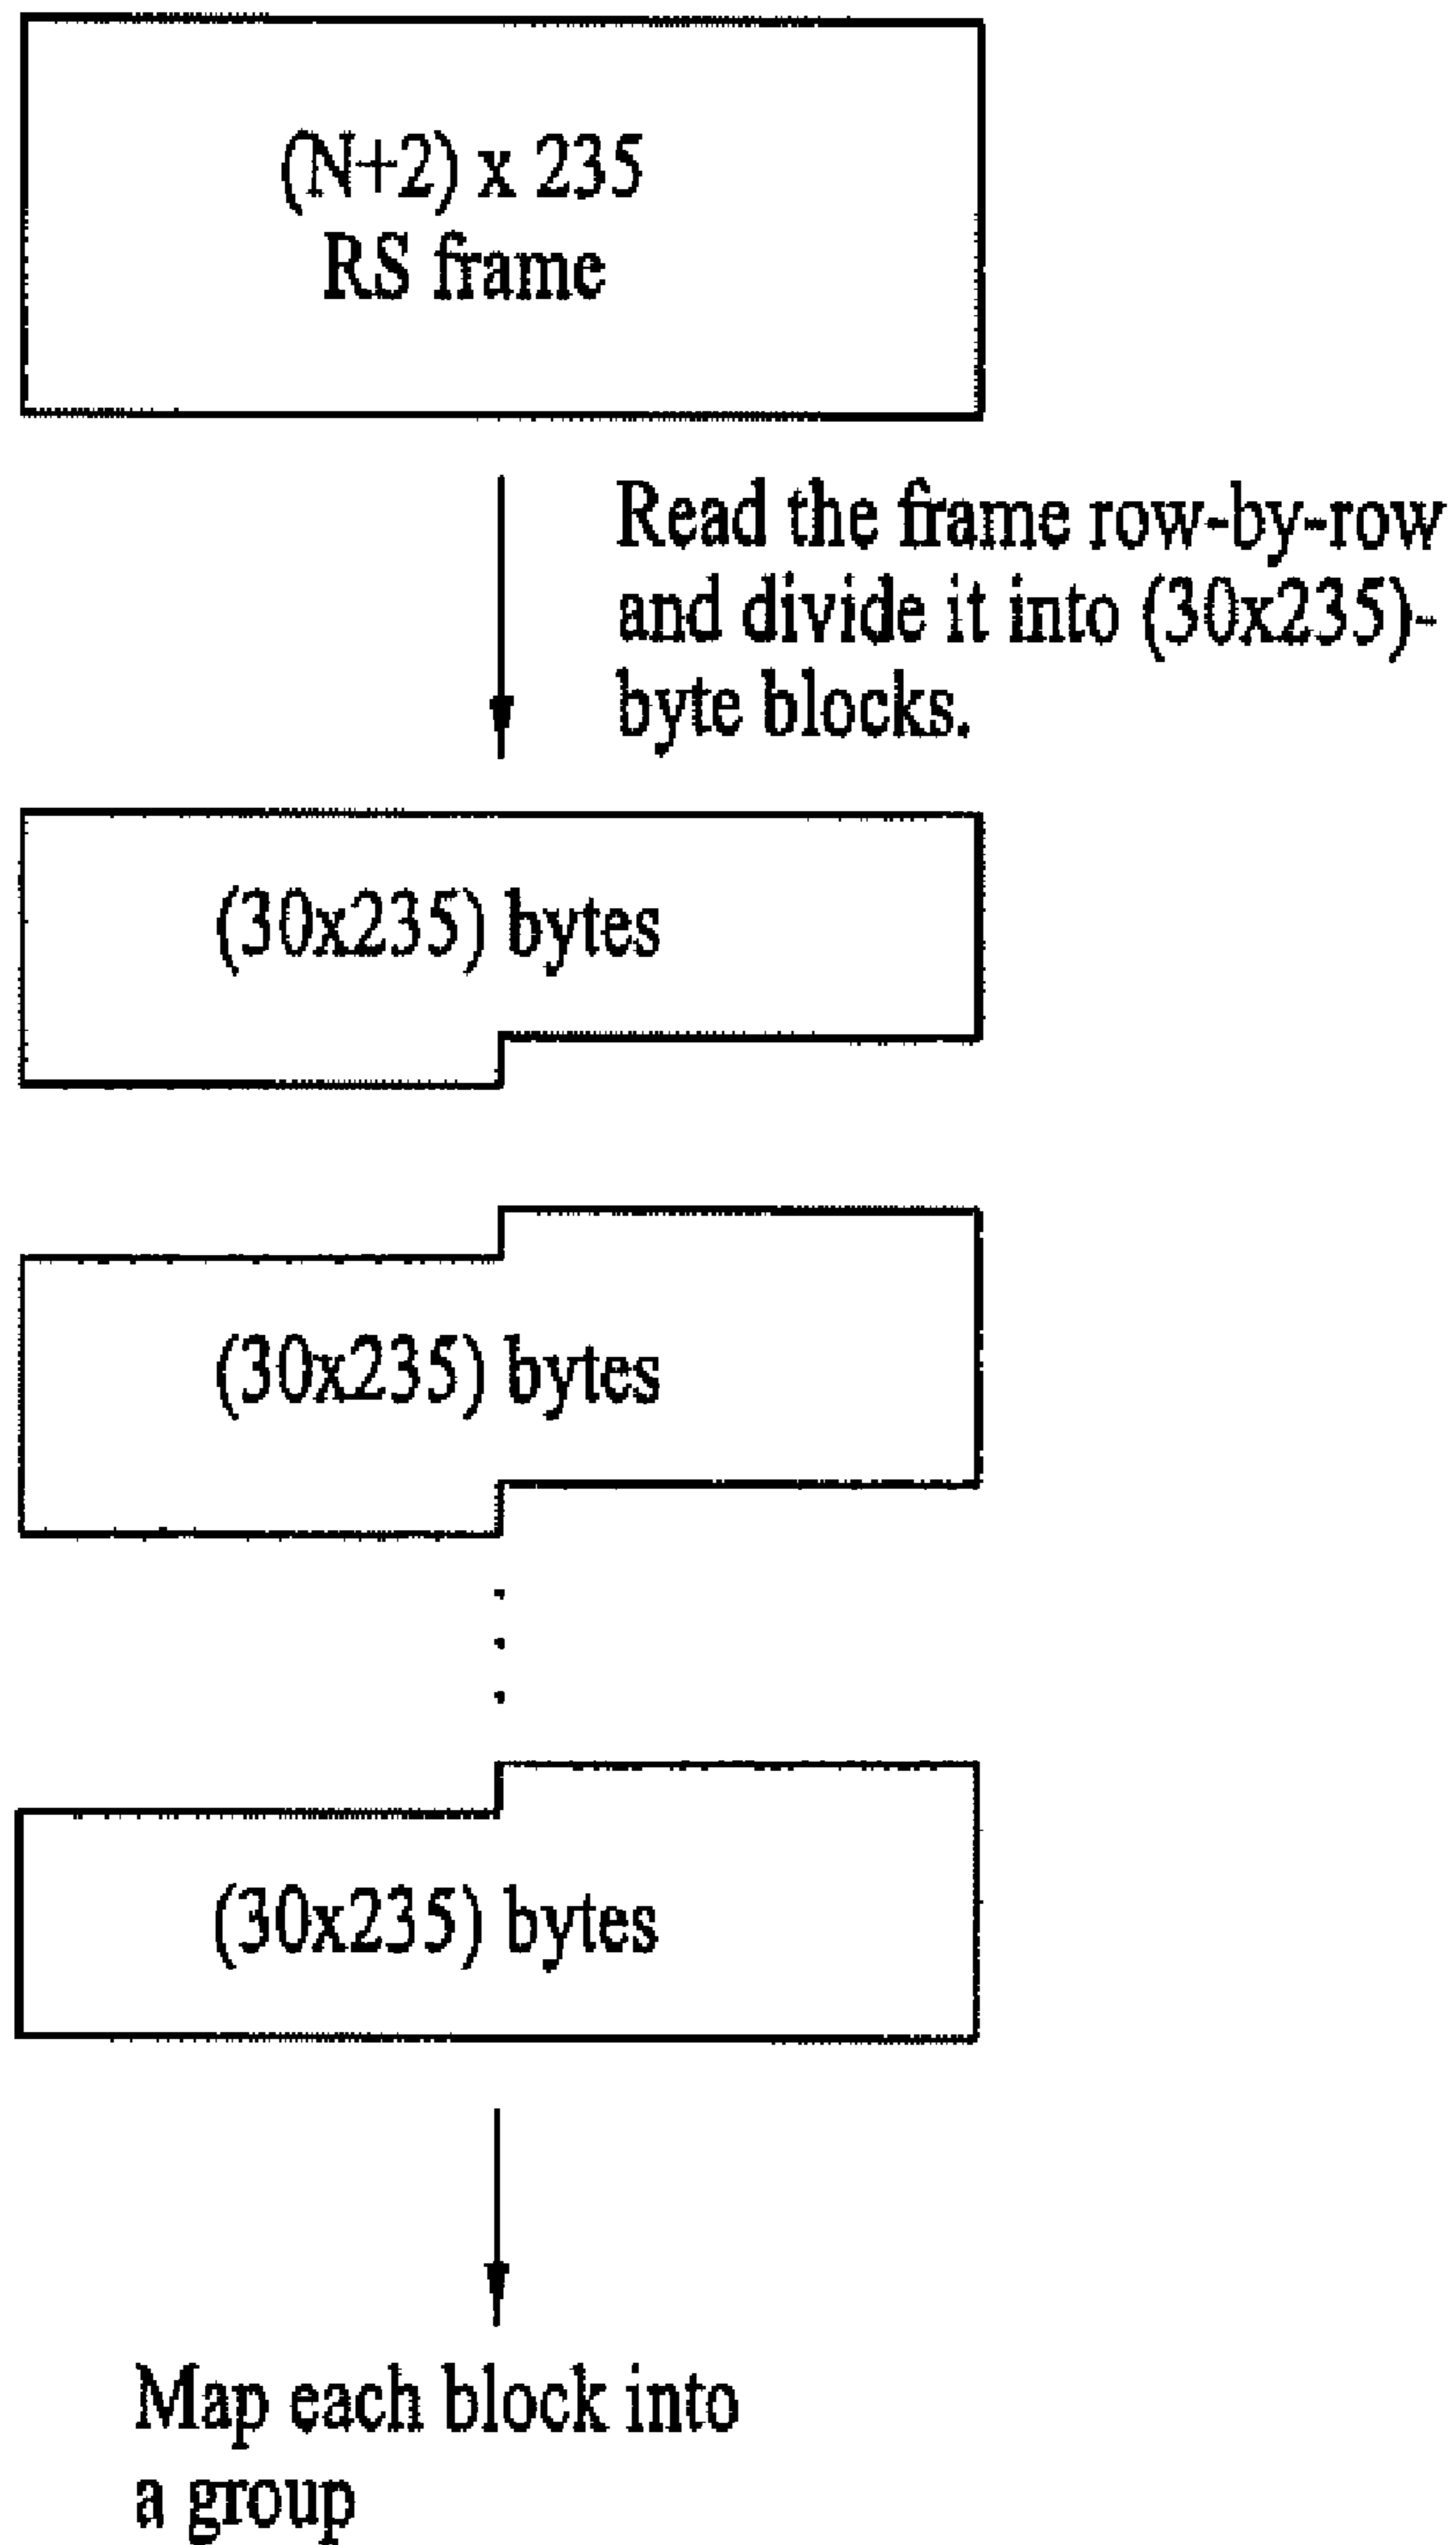 (N+2) x 235
RS frame
Read the frame row-by-row
and divide it into (30x235)-
byte blocks.
(30x235) bytes
(30x235) bytes
(30x235) bytes
Map each block into
a group